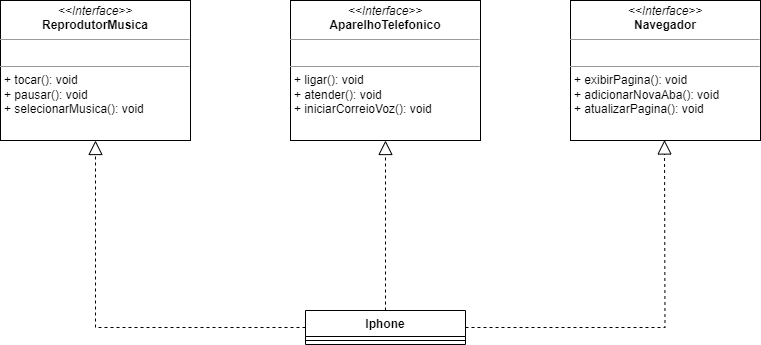 <<Interface>>
ReprodutorMusica
+ tocar(): void
+ pausar(): void
+ selecionarMusica(): void
<<Interface>>
AparelhoTelefonico
+ ligar(): void
+ atender(): void
+ iniciarCorreioVoz(): void
<<Interface>>
Navegador
+ exibirPagina(): void
+ adicionarNovaAba(): void
+ atualizarPagina(): void
Iphone